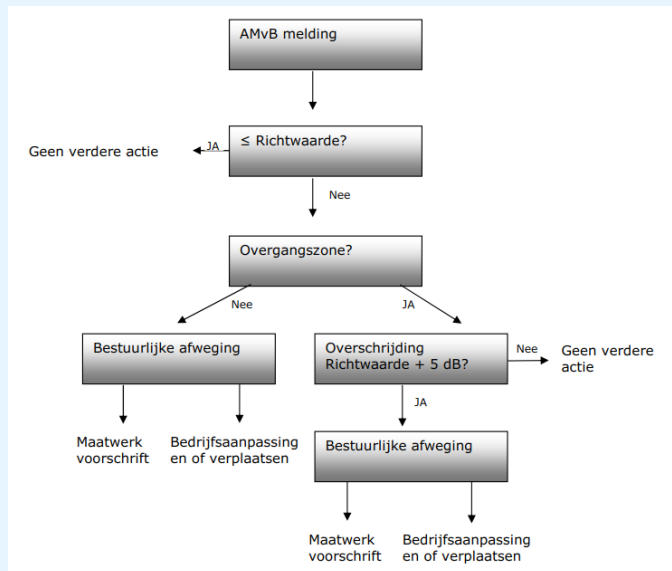 AMvB melding
≤ Richtwaarde?
JA
Geen verdere actie
Nee
Overgangszone?
Nee
JA
Bestuurlijke afweging
Overschrijding
Richtwaarde + 5 dB?
Nee
Geen verdere
actie
JA
Maatwerk
voorschrift
Bedrijfsaanpassing
en of verplaatsen
Bestuurlijke afweging
Maatwerk
voorschrift
Bedrijfsaanpassing
en of verplaatsen